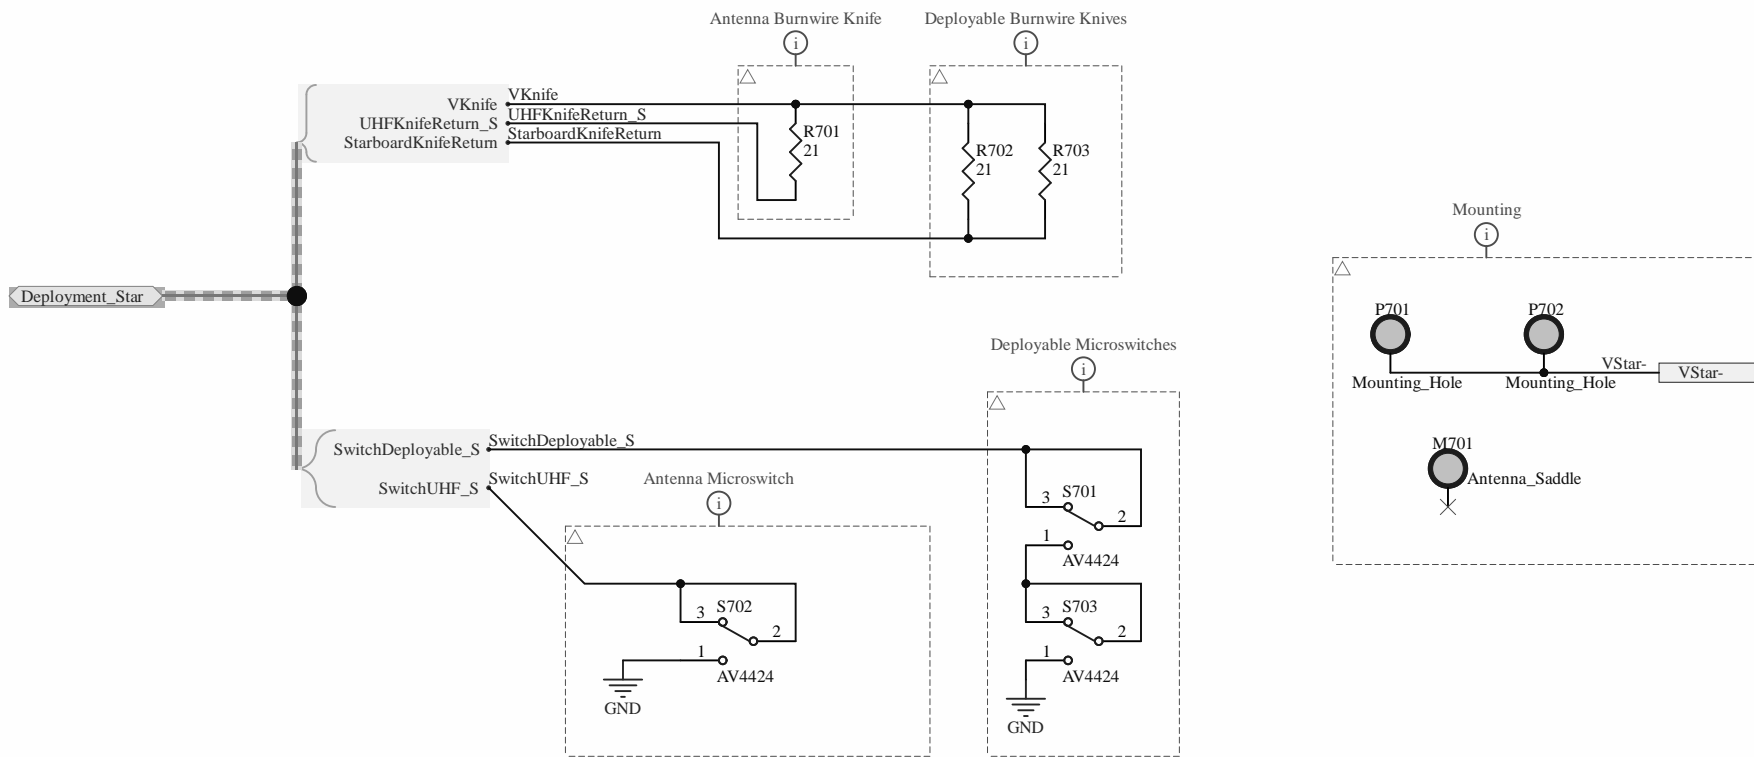 Antenna Burnwire Knife
Deployable Burnwire Knives
i
i
VKnife
VKnife
UHFKnifeReturn_S
UHFKnifeReturn_S
StarboardKnifeReturn
StarboardKnifeReturn
R701
21
R702
21
R703
21
Mounting
i
Deployment_Star
P701
P702
Mounting_Hole
Mounting_Hole
VStar-
VStar-
M701
Antenna_Saddle
Deployable Microswitches
i
SwitchDeployable_S
SwitchDeployable_S
SwitchUHF_S
SwitchUHF_S
Antenna Microswitch
i
3
S701
2
1
AV4424
3
S702
2
1
AV4424
GND
3
S703
2
1
AV4424
GND